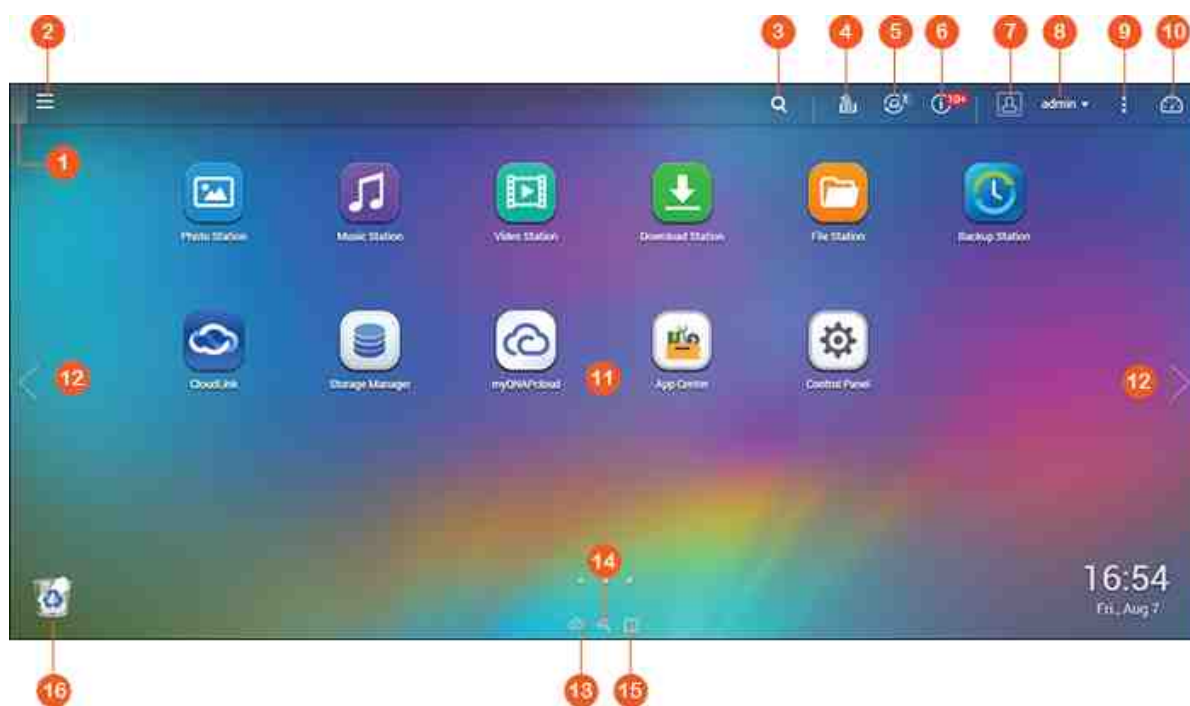 2 3 4 5 6 7 8 9 10
10+ admin
1
Photo Station Music Station Video Station Download Station File Station Backup Station
CloudLink Storage Manager myQNAPcloud App Center Control Panel
12 11 12
14
16:54
Fri., Aug 7
16 13 15